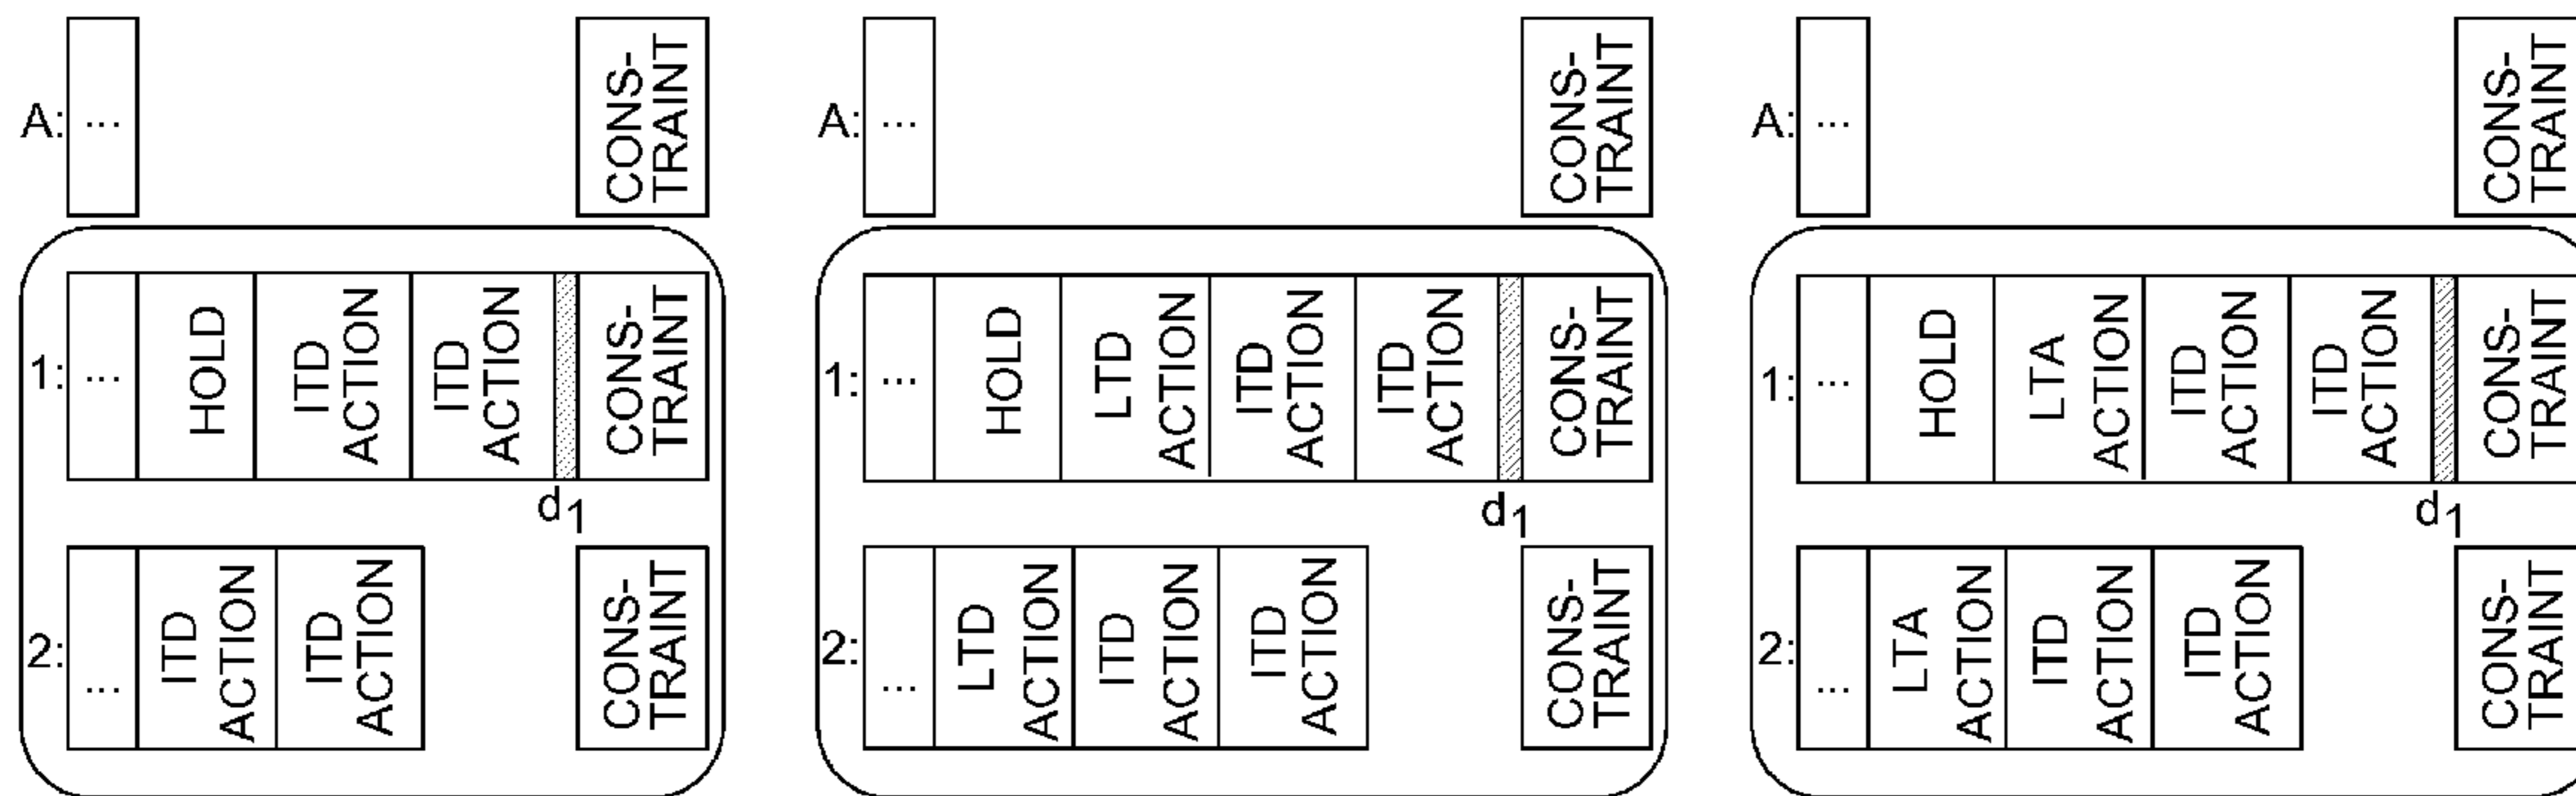 A: ... CONS-
TRAINT
1: ... HOLD ITD
ACTION ITD
ACTION CONS-
TRAINT
d1
2: ... ITD
ACTION ITD
ACTION CONS-
TRAINT
A: ... CONS-
TRAINT
1: ... HOLD LTD
ACTION ITD
ACTION ITD
ACTION CONS-
TRAINT
d1
2: ... LTD
ACTION ITD
ACTION ITD
ACTION CONS-
TRAINT
A: ... CONS-
TRAINT
1: ... HOLD LTA
ACTION ITD
ACTION ITD
ACTION CONS-
TRAINT
d1
2: ... LTA
ACTION ITD
ACTION ITD
ACTION CONS-
TRAINT